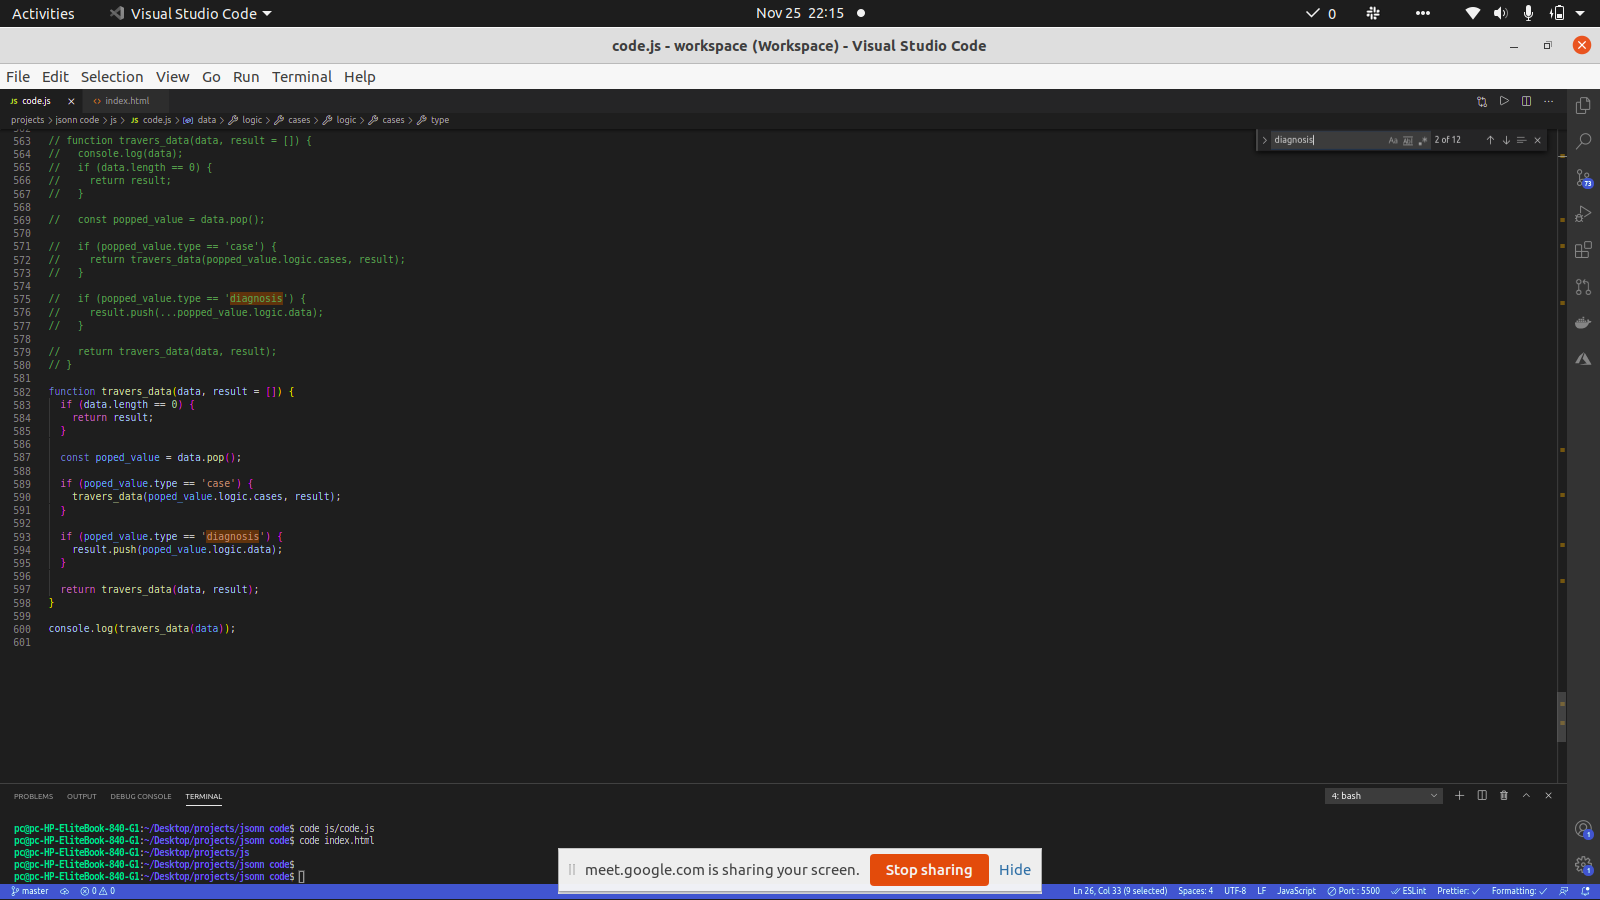 Activities
Visual Studio Code
Nov 25 22:15
0
code.js - workspace (Workspace) - Visual Studio Code
File Edit Selection View Go Run Terminal Help
JS code.js
<> index.html
projects > jsonn code > js > JS code.js > data > logic > cases > logic > cases > type
diagnosis
Aa Abl .* 2 of 12
563 // function travers_data(data, result = []) {
564 //   console.log(data);
565 //   if (data.length == 0) {
566 //     return result;
567 //   }
568
569 //   const popped_value = data.pop();
570
571 //   if (popped_value.type == 'case') {
572 //     return travers_data(popped_value.logic.cases, result);
573 //   }
574
575 //   if (popped_value.type == 'diagnosis') {
576 //     result.push(...popped_value.logic.data);
577 //   }
578
579 //   return travers_data(data, result);
580 // }
581
582 function travers_data(data, result = []) {
583   if (data.length == 0) {
584     return result;
585   }
586
587   const poped_value = data.pop();
588
589   if (poped_value.type == 'case') {
590     travers_data(poped_value.logic.cases, result);
591   }
592
593   if (poped_value.type == 'diagnosis') {
594     result.push(poped_value.logic.data);
595   }
596
597   return travers_data(data, result);
598 }
599
600 console.log(travers_data(data));
601
73
PROBLEMS OUTPUT DEBUG CONSOLE TERMINAL
4: bash
pc@pc-HP-EliteBook-840-G1:~/Desktop/projects/jsonn code$ code js/code.js
pc@pc-HP-EliteBook-840-G1:~/Desktop/projects/jsonn code$ code index.html
pc@pc-HP-EliteBook-840-G1:~/Desktop/projects/js
pc@pc-HP-EliteBook-840-G1:~/Desktop/projects/jsonn code$
pc@pc-HP-EliteBook-840-G1:~/Desktop/projects/jsonn code$
1
1
meet.google.com is sharing your screen.
Stop sharing
Hide
master
0 0
Ln 26, Col 33 (9 selected)
Spaces: 4
UTF-8
LF
JavaScript
Port : 5500
ESLint
Prettier:
Formatting: